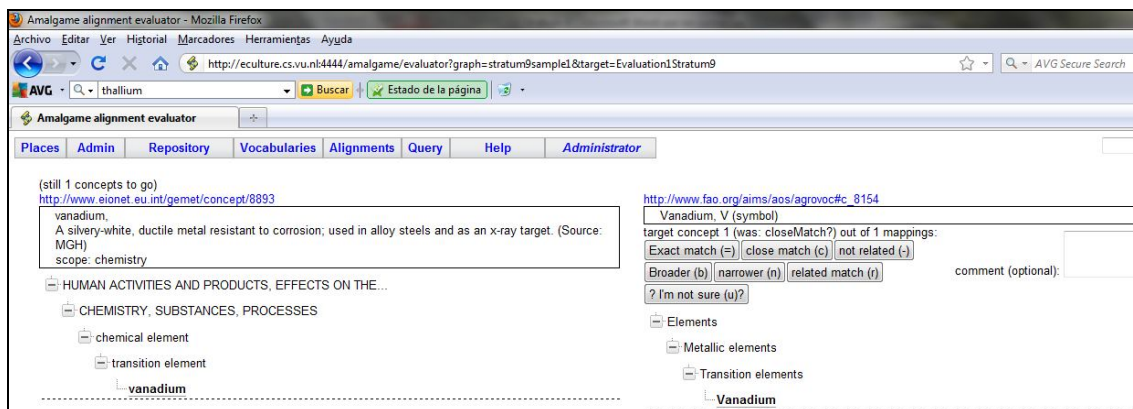 Amalgame alignment evaluator - Mozilla Firefox
Archivo Editar Ver Historial Marcadores Herramientas Ayuda
http://eculture.cs.vu.nl:4444/amalgame/evaluator?graph=stratum9sample1&target=Evaluation1Stratum9 AVG Secure Search
AVG thallium Buscar Estado de la página
Amalgame alignment evaluator
Places Admin Repository Vocabularies Alignments Query Help Administrator
(still 1 concepts to go)
http://www.eionet.eu.int/gemet/concept/8893
vanadium,
A silvery-white, ductile metal resistant to corrosion; used in alloy steels and as an x-ray target. (Source:
MGH)
scope: chemistry
HUMAN ACTIVITIES AND PRODUCTS, EFFECTS ON THE...
CHEMISTRY, SUBSTANCES, PROCESSES
chemical element
transition element
vanadium
http://www.fao.org/aims/aos/agrovoc#c_8154
Vanadium, V (symbol)
target concept 1 (was: closeMatch?) out of 1 mappings:
Exact match (=) close match (c) not related (-)
Broader (b) narrower (n) related match (r) comment (optional):
? I'm not sure (u)?
Elements
Metallic elements
Transition elements
Vanadium